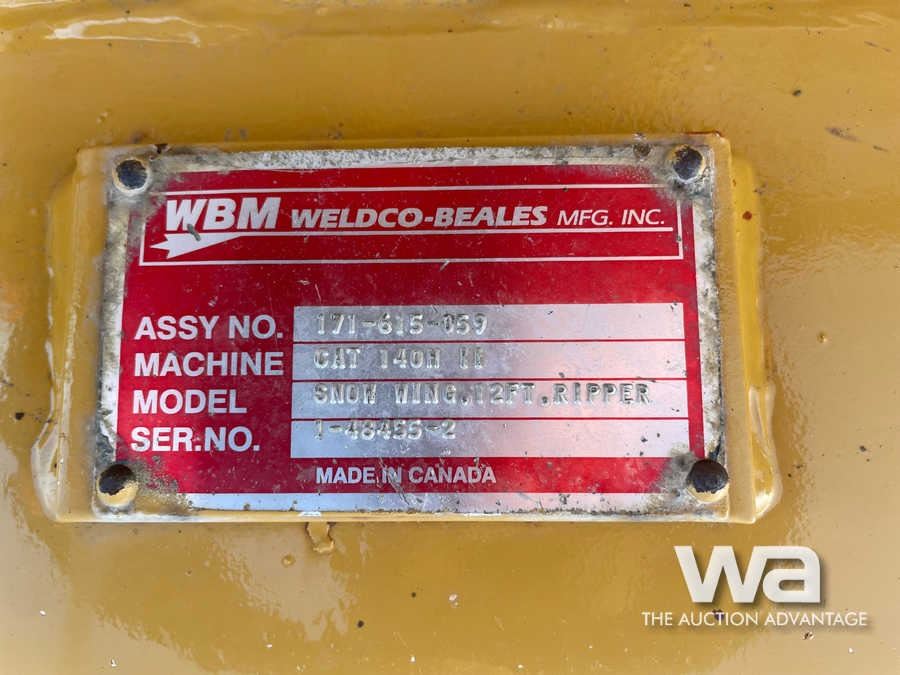 WBM WELDCO-BEALES MFG. INC.
ASSY NO. 171-615-059
MACHINE CAT 140H
MODEL SNOW WING,12FT,RIPPER
SER.NO. 1-48455-2
MADE IN CANADA
wa
THE AUCTION ADVANTAGE